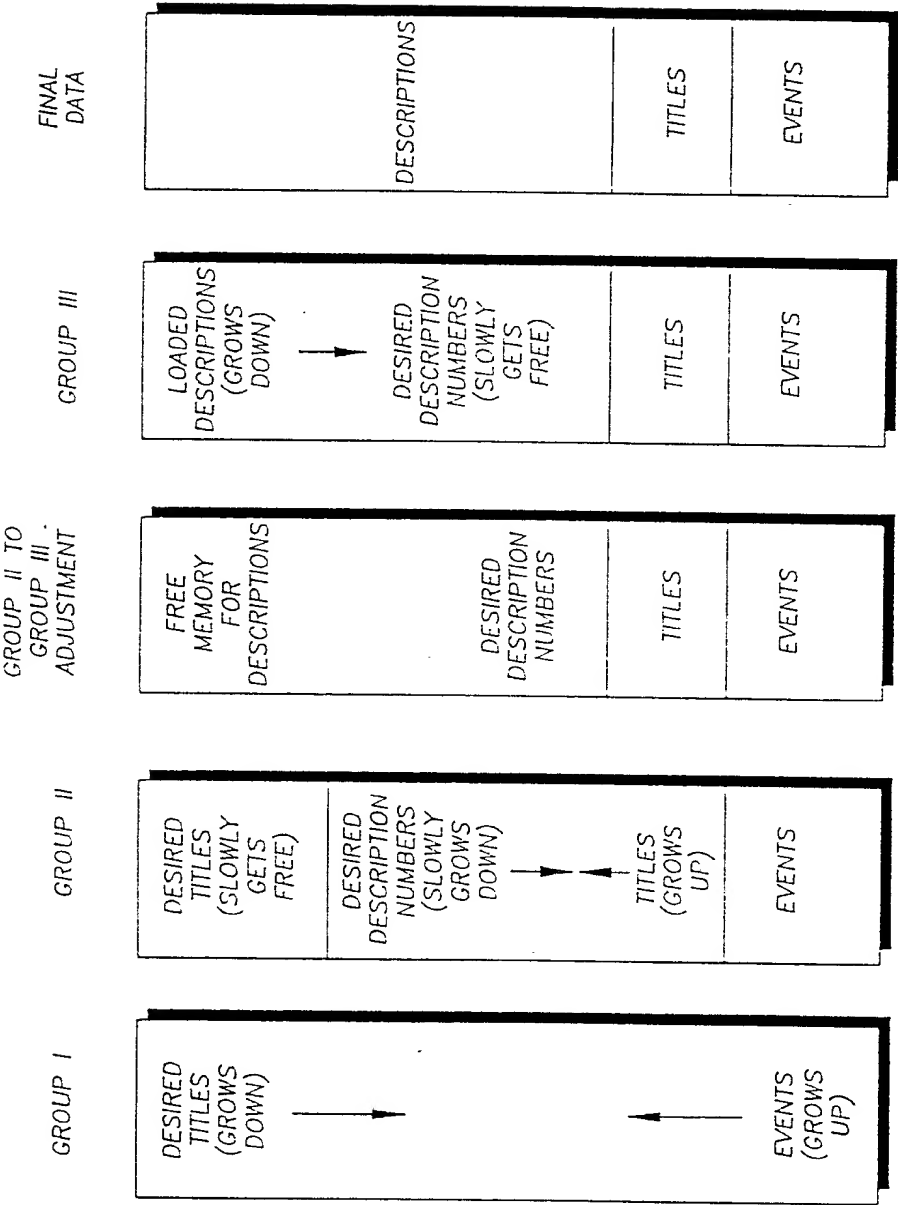 GROUP I
DESIRED
TITLES
(GROWS
DOWN)
EVENTS
(GROWS
UP)
GROUP II
DESIRED
TITLES
(SLOWLY
GETS
FREE)
DESIRED
DESCRIPTION
NUMBERS
(SLOWLY
GROWS
DOWN)
TITLES
(GROWS
UP)
EVENTS
GROUP II TO
GROUP III
ADJUSTMENT
FREE
MEMORY
FOR
DESCRIPTIONS
DESIRED
DESCRIPTION
NUMBERS
TITLES
EVENTS
GROUP III
LOADED
DESCRIPTIONS
(GROWS
DOWN)
DESIRED
DESCRIPTION
NUMBERS
(SLOWLY
GETS
FREE)
TITLES
EVENTS
FINAL
DATA
DESCRIPTIONS
TITLES
EVENTS